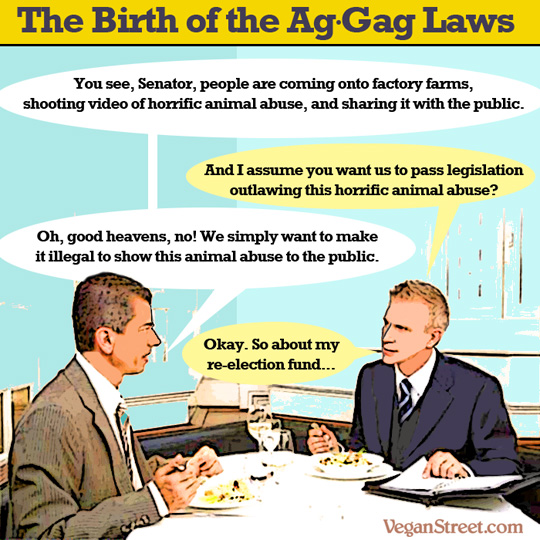 The Birth of the Ag·Gag Laws
You see, Senator, people are coming onto factory farms,
shooting video of horrific animal abuse, and sharing it with the public.
And I assume you want us to pass legislation
outlawing this horrific animal abuse?
Oh, good heavens, no! We simply want to make
it illegal to show this animal abuse to the public.
Okay. So about my
re-election fund...
VeganStreet.com